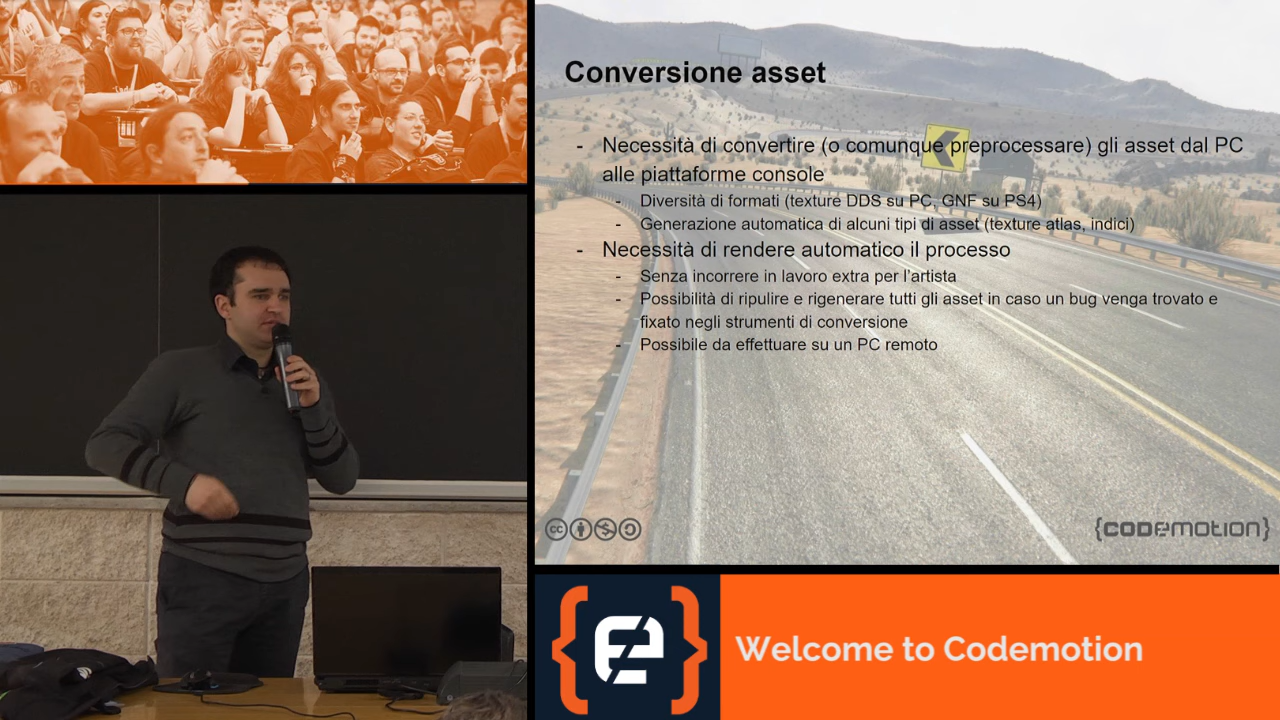 Conversione asset
- Necessità di convertire (o comunque preprocessare) gli asset dal PC
alle piattaforme console
- Diversità di formati (texture DDS su PC, GNF su PS4)
- Generazione automatica di alcuni tipi di asset (texture atlas, indici)
- Necessità di rendere automatico il processo
- Senza incorrere in lavoro extra per l'artista
- Possibilità di ripulire e rigenerare tutti gli asset in caso un bug venga trovato e
fixato negli strumenti di conversione
- Possibile da effettuare su un PC remoto
cc
{codemotion}
Welcome to Codemotion